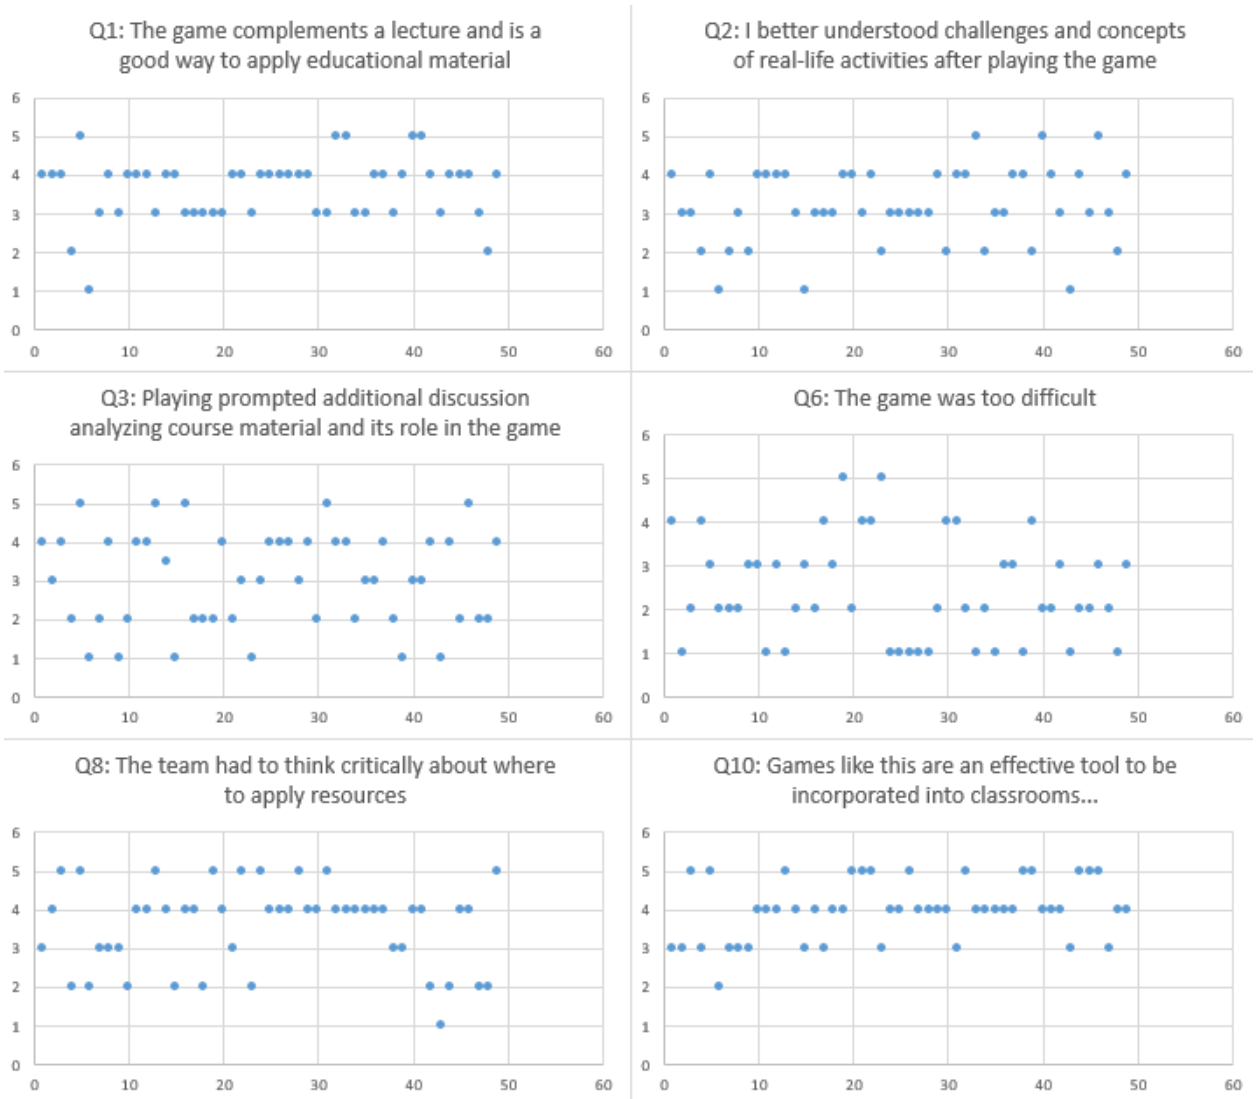 Q1: The game complements a lecture and is a
good way to apply educational material
6
5
4
3
2
1
0
0 10 20 30 40 50 60
Q2: I better understood challenges and concepts
of real-life activities after playing the game
6
5
4
3
2
1
0
0 10 20 30 40 50 60
Q3: Playing prompted additional discussion
analyzing course material and its role in the game
6
5
4
3
2
1
0
0 10 20 30 40 50 60
Q6: The game was too difficult
6
5
4
3
2
1
0
0 10 20 30 40 50 60
Q8: The team had to think critically about where
to apply resources
6
5
4
3
2
1
0
0 10 20 30 40 50 60
Q10: Games like this are an effective tool to be
incorporated into classrooms...
6
5
4
3
2
1
0
0 10 20 30 40 50 60